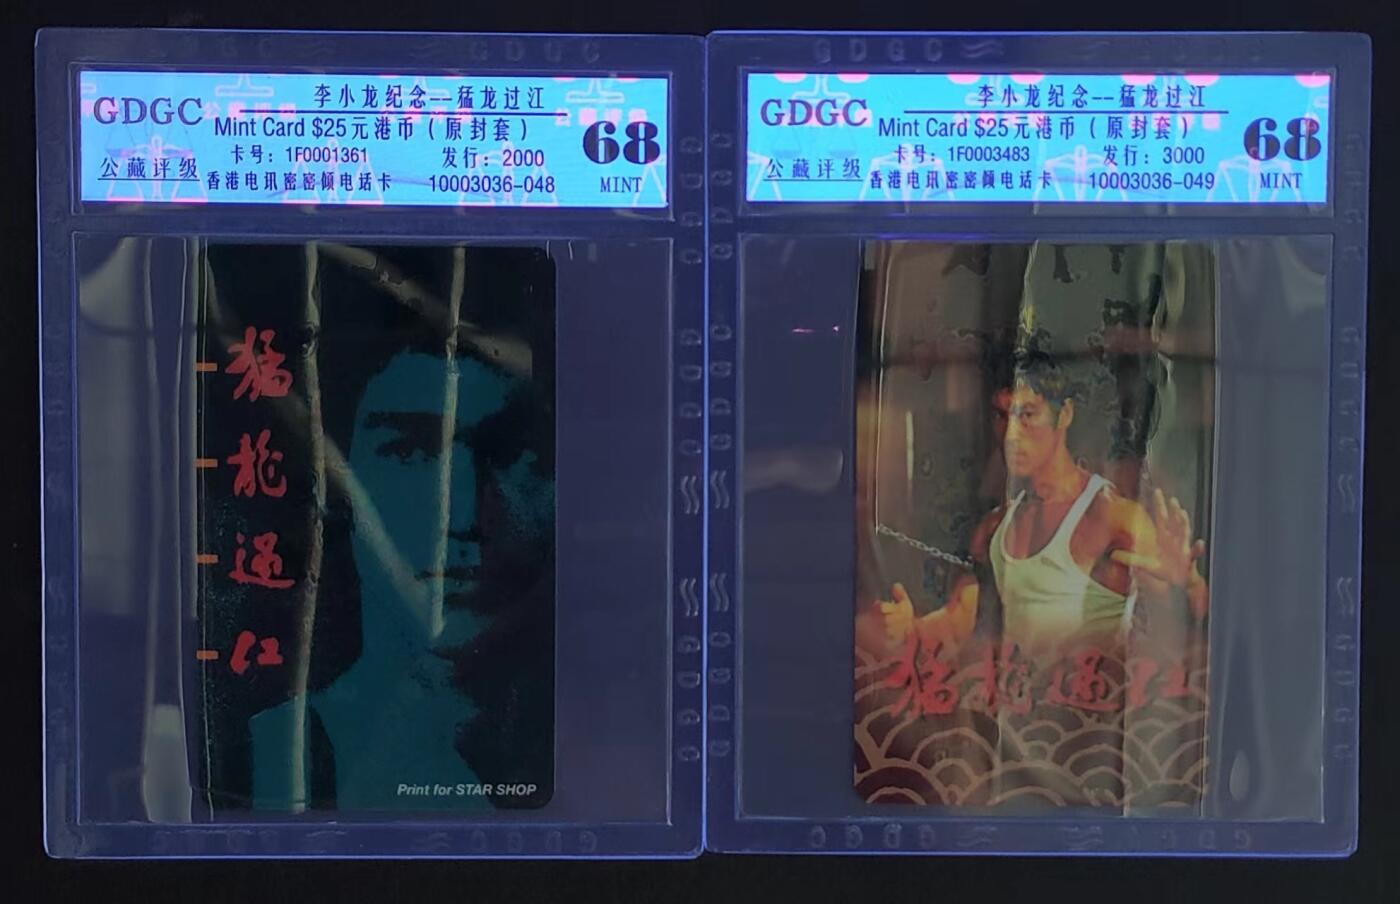 GDGC
公藏评级
李小龙纪念--猛龙过江
Mint Card $25元港币（原封套）
卡号：1F0001361 发行：2000
香港电讯密密倾电话卡 10003036-048
68
MINT
猛
龍
過
江
Print for STAR SHOP
GDGC
公藏评级
李小龙纪念--猛龙过江
Mint Card $25元港币（原封套）
卡号：1F0003483 发行：3000
香港电讯密密倾电话卡 10003036-049
68
MINT
猛龍過江